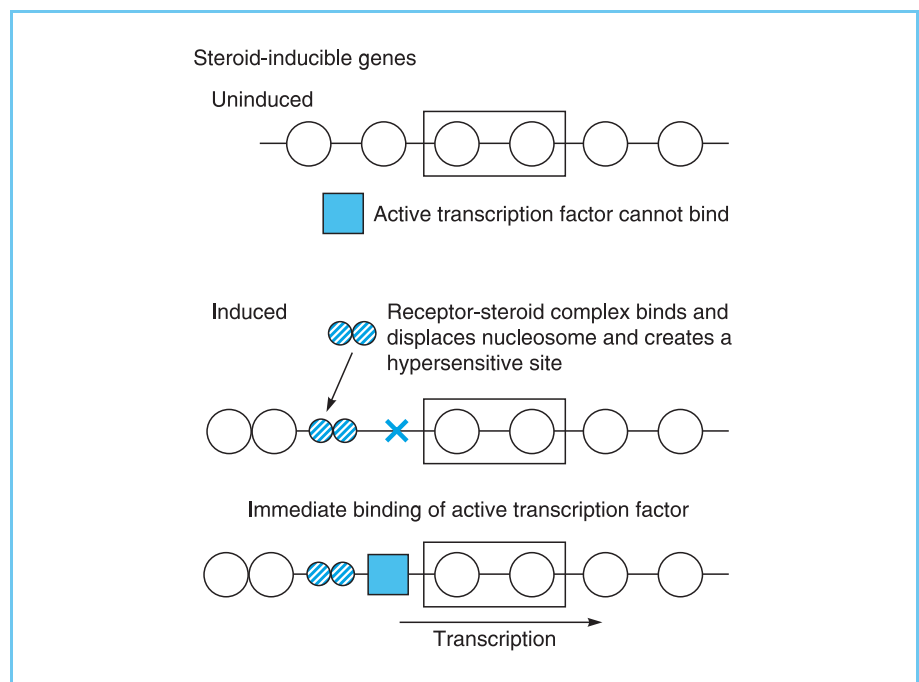 Steroid-inducible genes
Uninduced
Active transcription factor cannot bind
Induced
Receptor-steroid complex binds and
displaces nucleosome and creates a
hypersensitive site
Immediate binding of active transcription factor
Transcription